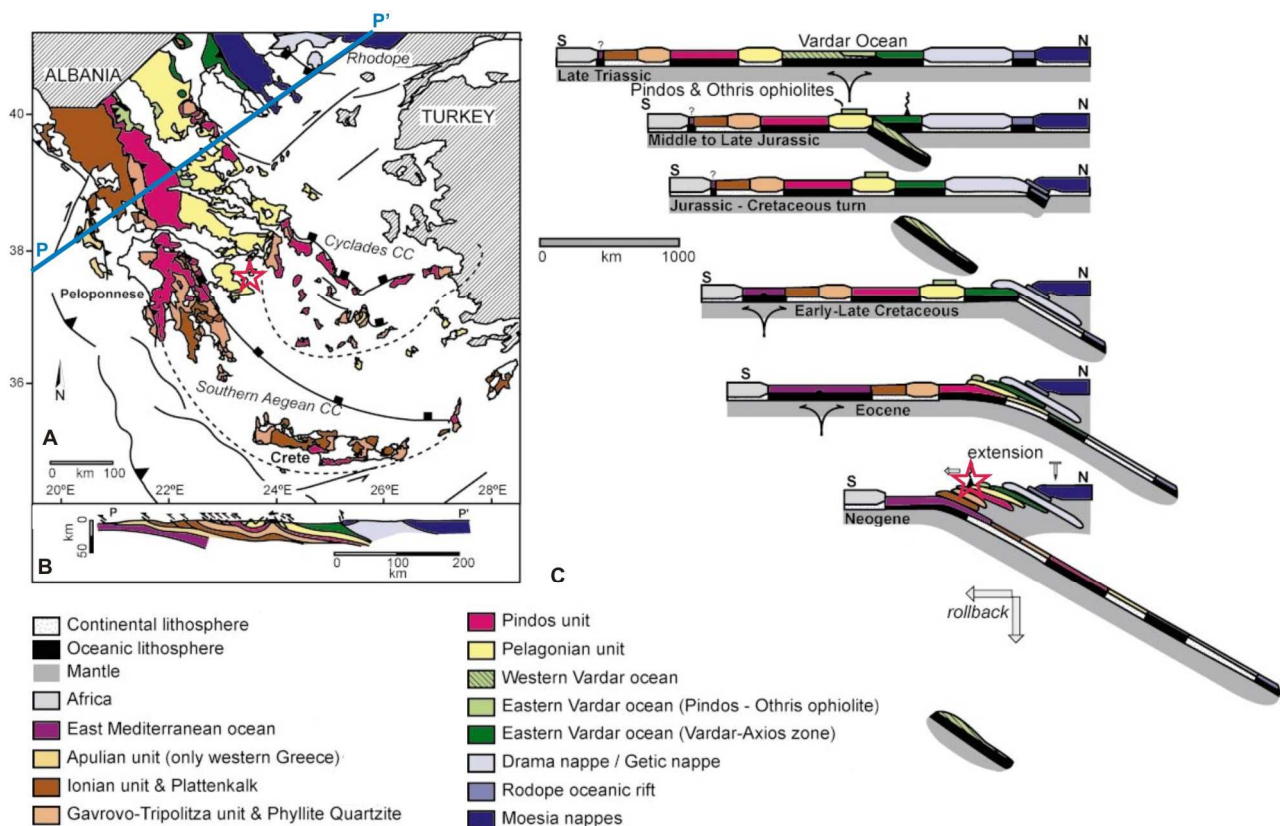 P'
ALBANIA
Rhodope
TURKEY
40
38
36
P
Cyclades CC
Peloponnese
N
Southern Aegean CC
A
Crete
0 km 100
20°E
22°E
24°E
26°E
28°E
P
P'
0
km
50
B
0 100 200
km
C
S
?
Vardar Ocean
N
Late Triassic
Pindos & Othris ophiolites
S
?
N
Middle to Late Jurassic
S
?
N
Jurassic - Cretaceous turn
0 km 1000
S
N
Early-Late Cretaceous
S
N
Eocene
extension
S
N
Neogene
rollback
Continental lithosphere
Oceanic lithosphere
Mantle
Africa
East Mediterranean ocean
Apulian unit (only western Greece)
Ionian unit & Plattenkalk
Gavrovo-Tripolitza unit & Phyllite Quartzite
Pindos unit
Pelagonian unit
Western Vardar ocean
Eastern Vardar ocean (Pindos - Othris ophiolite)
Eastern Vardar ocean (Vardar-Axios zone)
Drama nappe / Getic nappe
Rodope oceanic rift
Moesia nappes